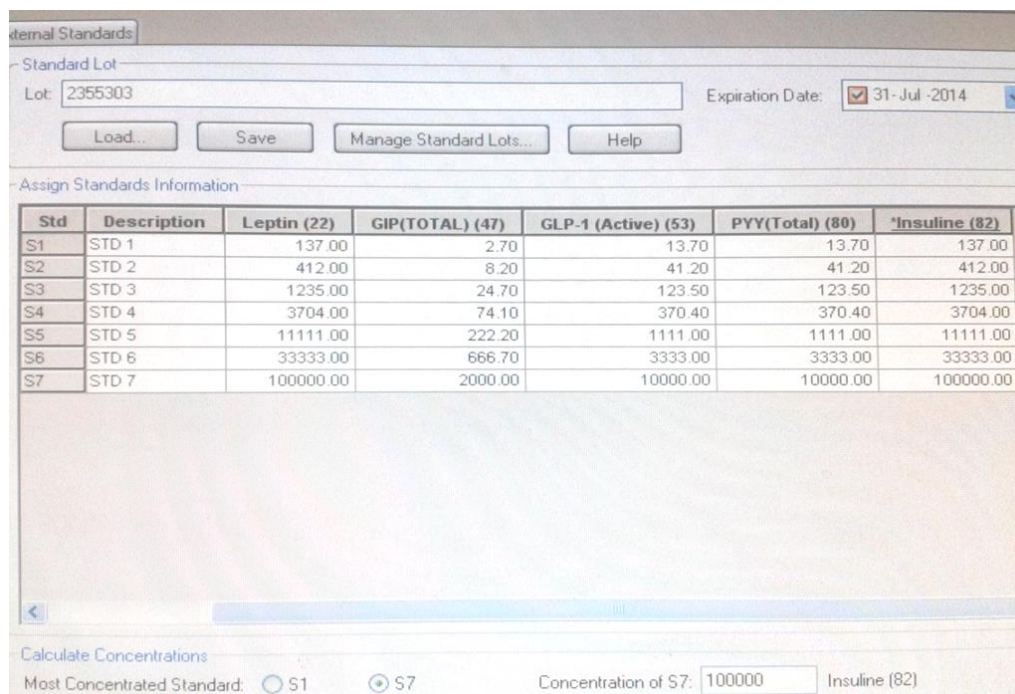 ternal Standards
Standard Lot
Lot: 2355303 Expiration Date: 31-Jul-2014
Load... Save Manage Standard Lots... Help
Assign Standards Information
Std Description Leptin (22) GIP(TOTAL) (47) GLP-1 (Active) (53) PYY(Total) (80) *Insuline (82)
S1 STD 1 137.00 2.70 13.70 13.70 137.00
S2 STD 2 412.00 8.20 41.20 41.20 412.00
S3 STD 3 1235.00 24.70 123.50 123.50 1235.00
S4 STD 4 3704.00 74.10 370.40 370.40 3704.00
S5 STD 5 11111.00 222.20 1111.00 1111.00 11111.00
S6 STD 6 33333.00 666.70 3333.00 3333.00 33333.00
S7 STD 7 100000.00 2000.00 10000.00 10000.00 100000.00
Calculate Concentrations
Most Concentrated Standard: S1 S7 Concentration of S7: 100000 Insuline (82)